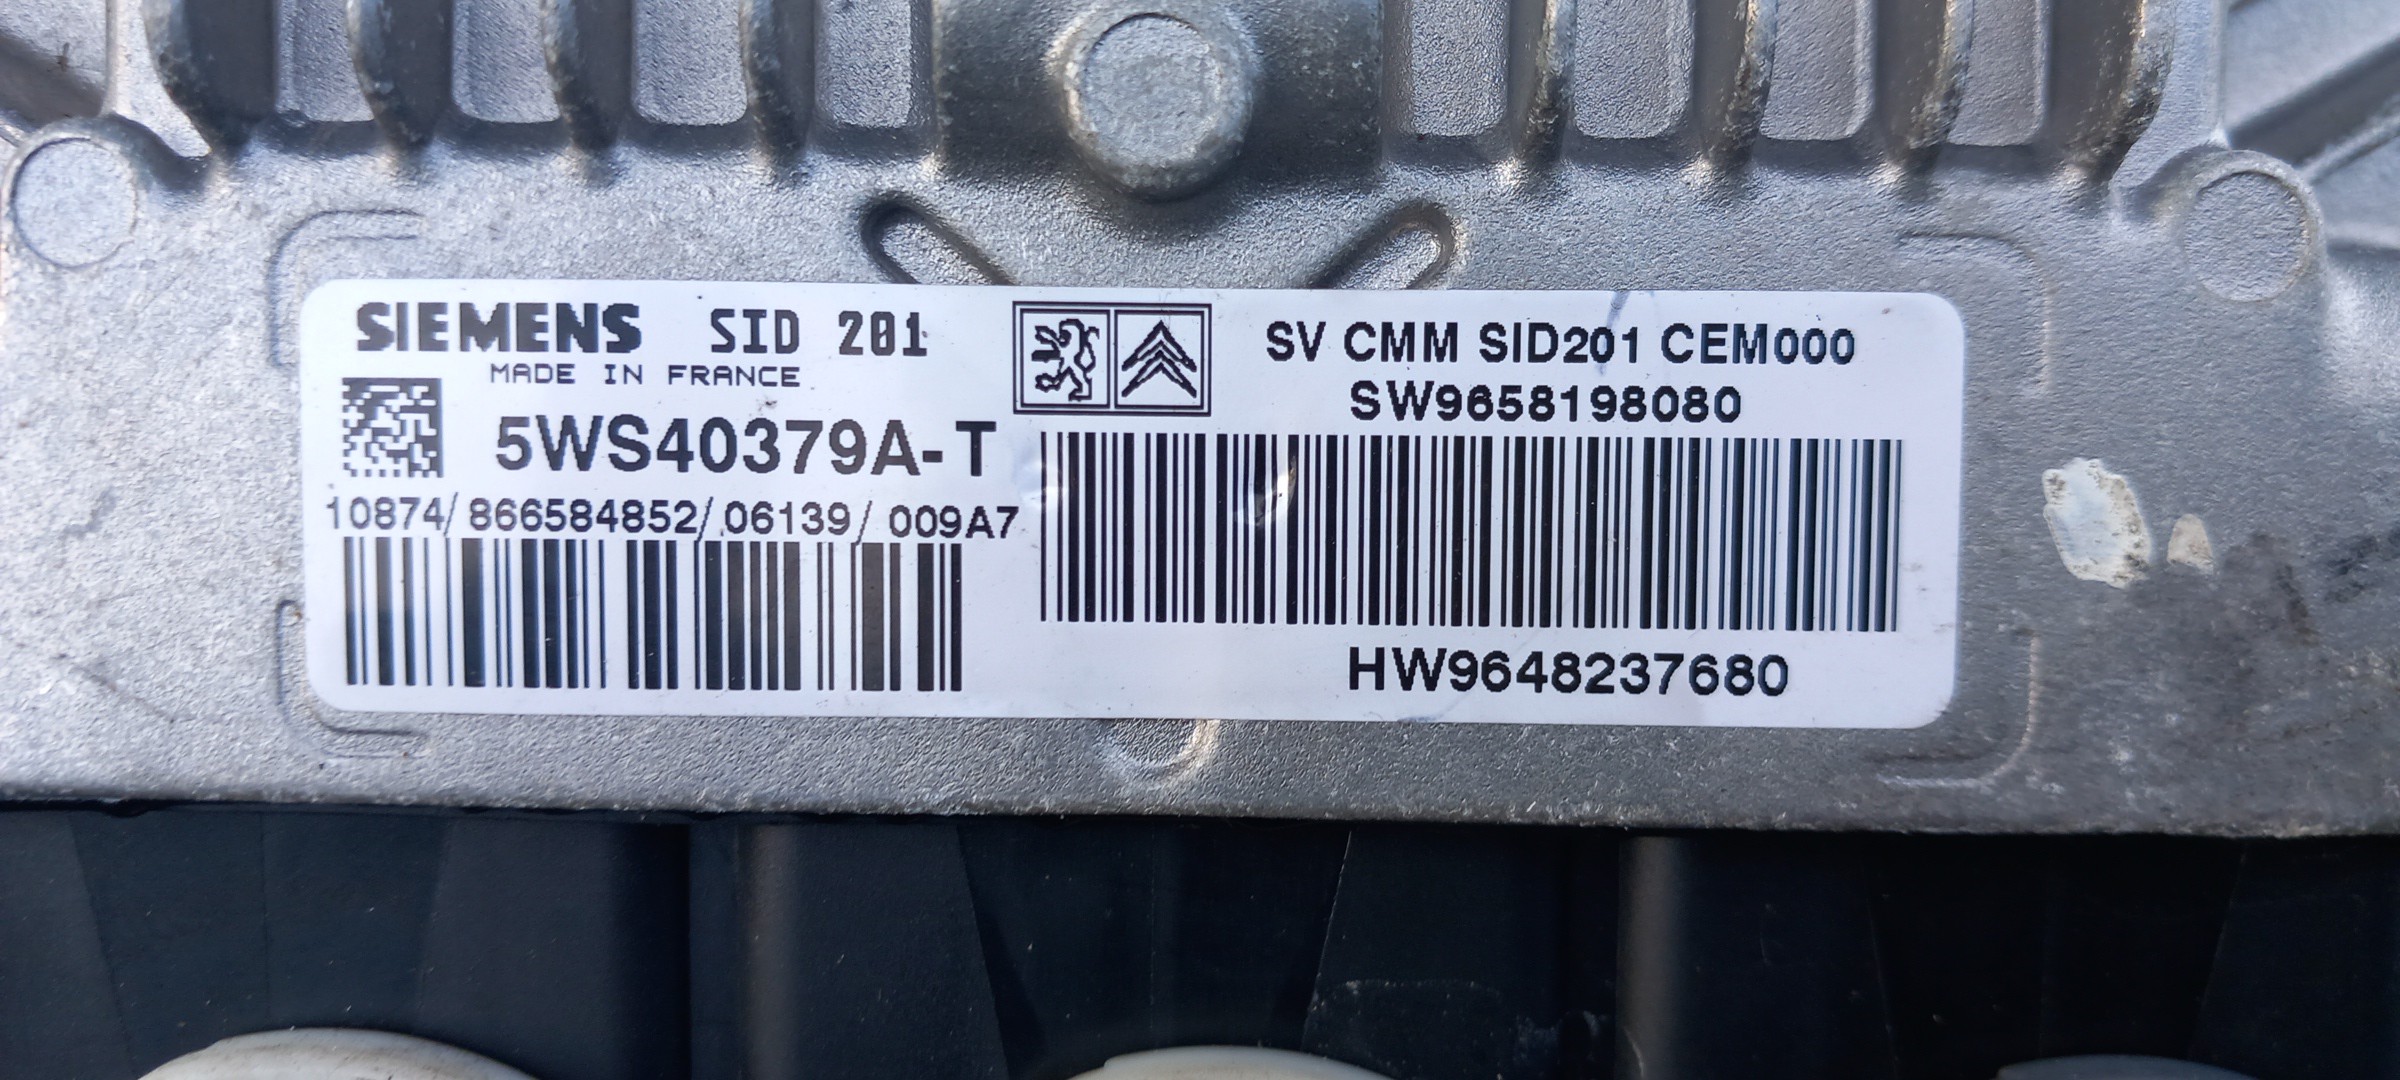 SIEMENS SID 201
MADE IN FRANCE
5WS40379A-T
10874/866584852/06139/009A7
SV CMM SID201 CEM000
SW9658198080
HW9648237680